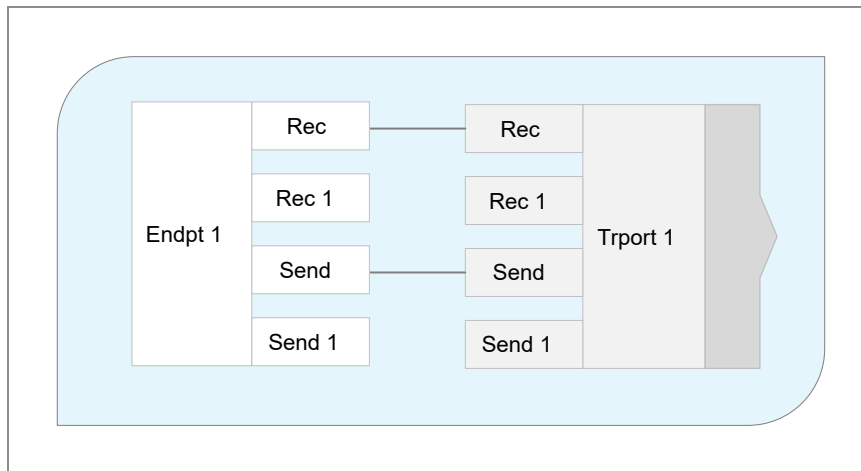 Rec
Rec 1
Endpt 1
Send
Send 1
Rec
Rec 1
Trport 1
Send
Send 1